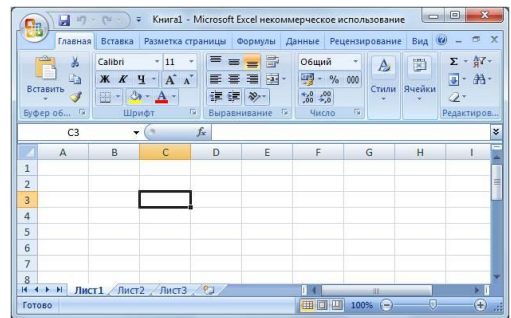 Книга1 - Microsoft Excel некоммерческое использование
Главная Вставка Разметка страницы Формулы Данные Рецензирование Вид
Calibri 11 Общий Σ
Ж К Ч А А % 000
Вставить А Стили Ячейки
Буфер об... Шрифт Выравнивание Число Редактиров...
C3 fx
A B C D E F G H I
1
2
3
4
5
6
7
8
Лист1 Лист2 Лист3
Готово 100%